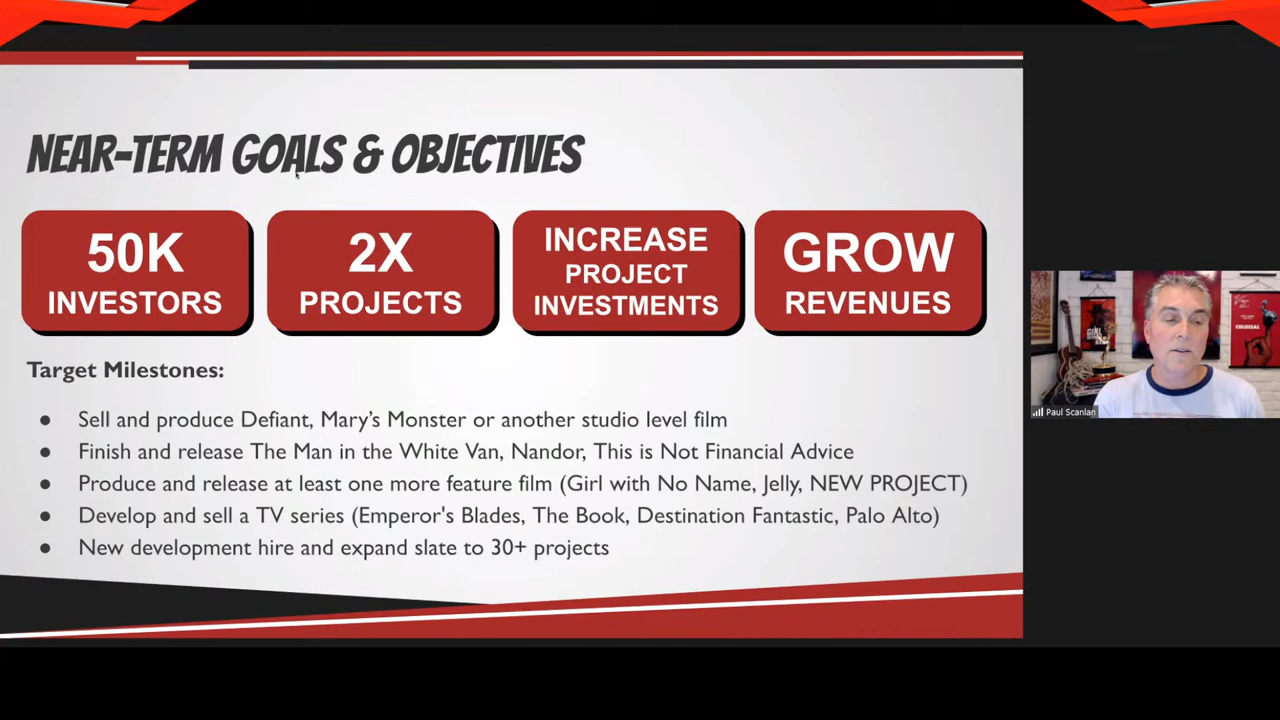 NEAR-TERM GOALS & OBJECTIVES
50K
INVESTORS
2X
PROJECTS
INCREASE
PROJECT
INVESTMENTS
GROW
REVENUES
Target Milestones:
● Sell and produce Defiant, Mary’s Monster or another studio level film
● Finish and release The Man in the White Van, Nandor, This is Not Financial Advice
● Produce and release at least one more feature film (Girl with No Name, Jelly, NEW PROJECT)
● Develop and sell a TV series (Emperor's Blades, The Book, Destination Fantastic, Palo Alto)
● New development hire and expand slate to 30+ projects
COLOSSAL
Paul Scanlan